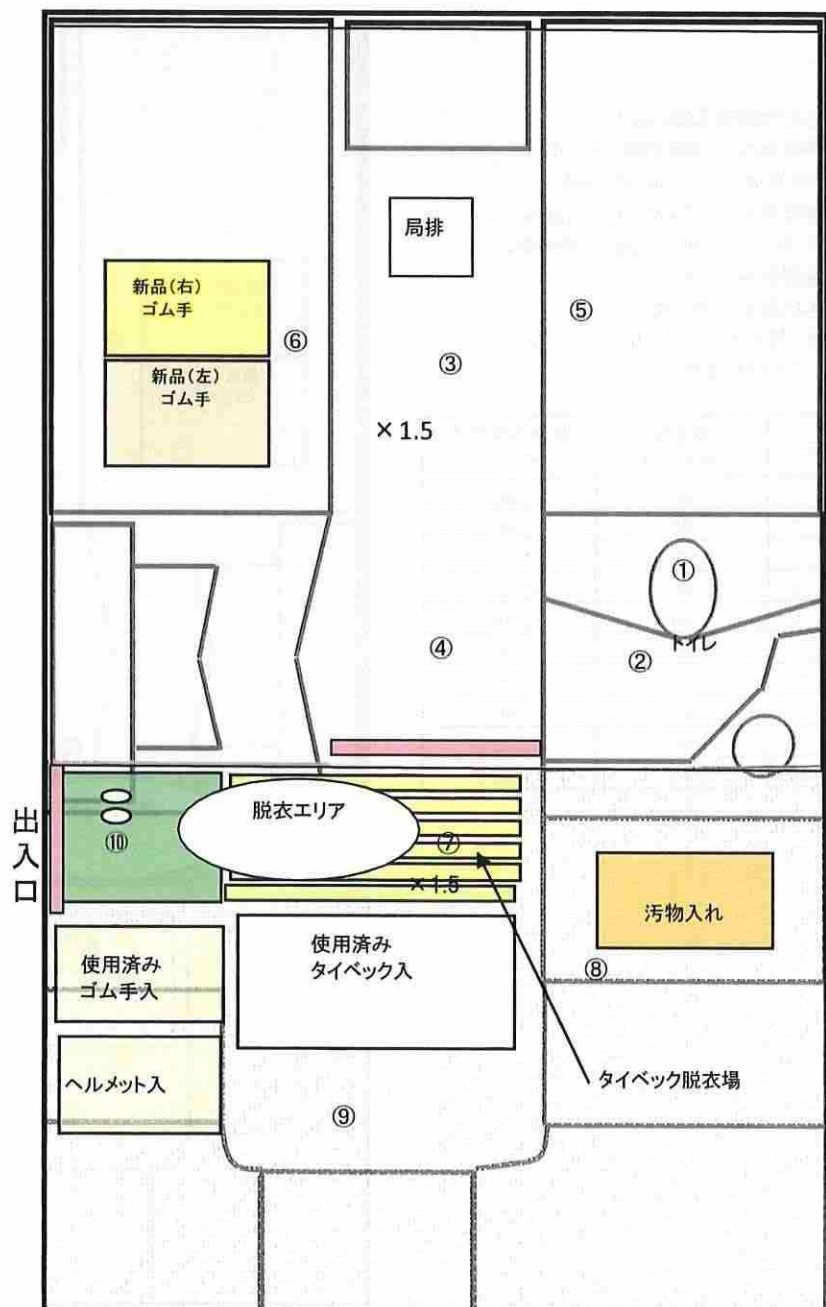 局排
新品(右)
ゴム手
⑤
⑥
③
新品(左)
ゴム手
×1.5
①
トイレ
④
②
出入口
脱衣エリア
⑩
⑦
×1.5
汚物入れ
使用済み
ゴム手入
使用済み
タイベック入
⑧
ヘルメット入
タイベック脱衣場
⑨